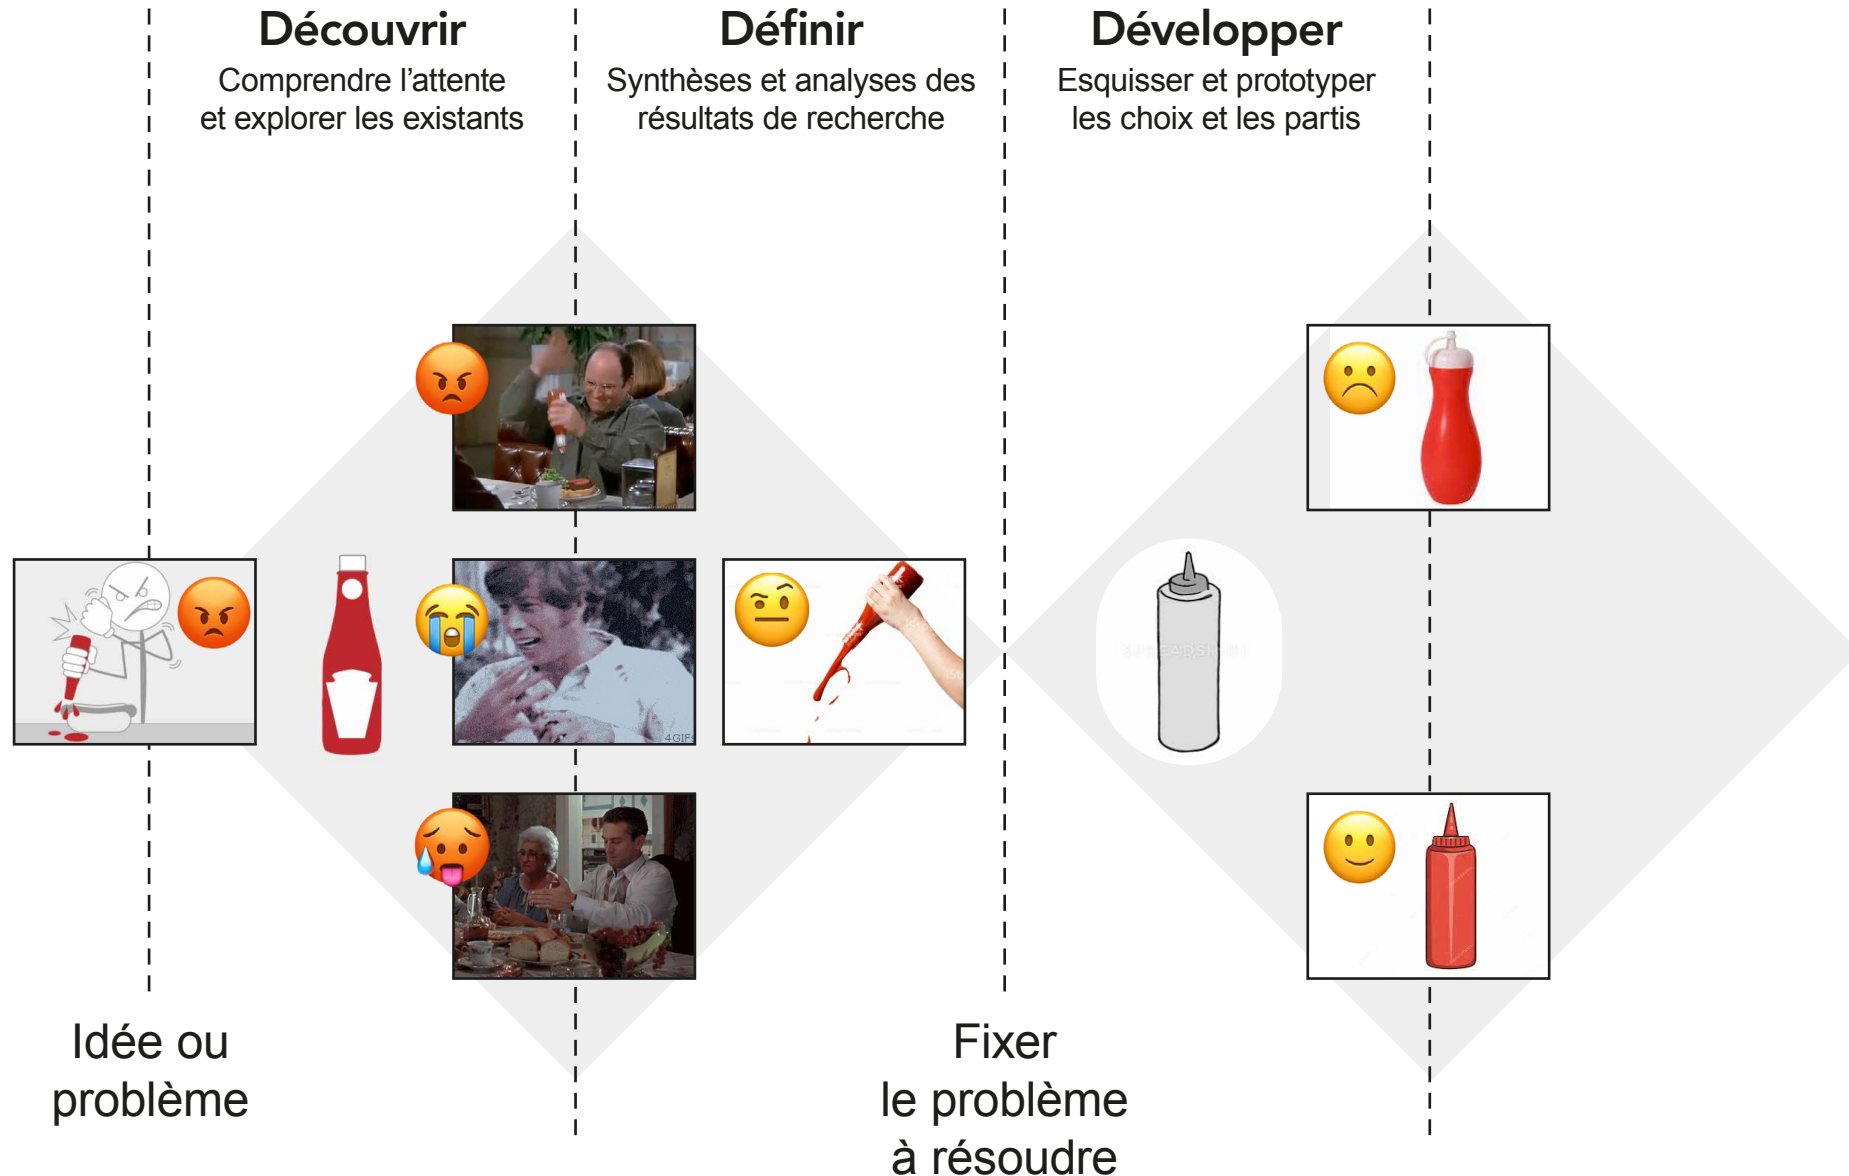 Découvrir
Comprendre l’attente
et explorer les existants
Définir
Synthèses et analyses des
résultats de recherche
Développer
Esquisser et prototyper
les choix et les partis
4GIFs
Idée ou
problème
Fixer
le problème
à résoudre